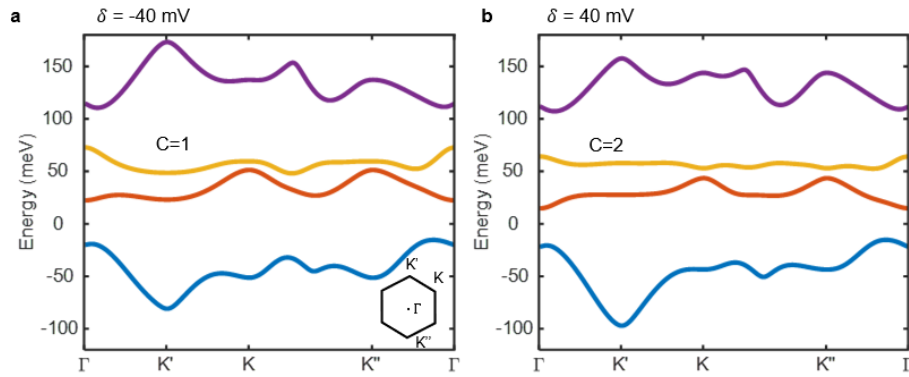 a
δ = -40 mV
150
100
50
0
-50
-100
Energy (meV)
C=1
K'
K
Γ
K''
Γ
K'
K
K''
Γ
b
δ = 40 mV
150
100
50
0
-50
-100
Energy (meV)
C=2
Γ
K'
K
K''
Γ